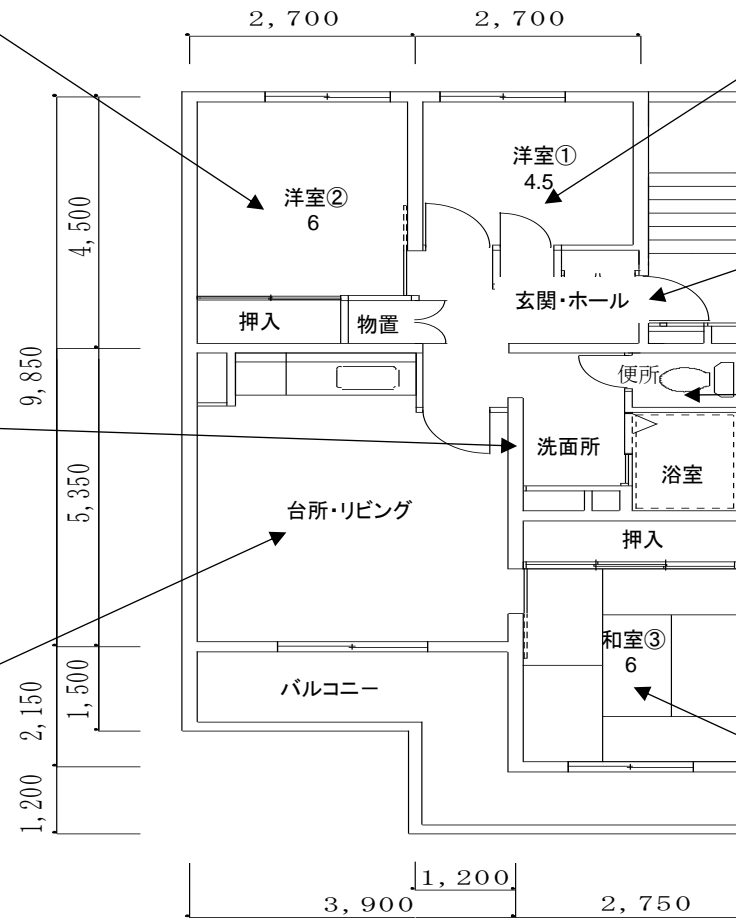 2,700
2,700
洋室①
4.5
洋室②
6
4,500
玄関・ホール
押入
物置
9,850
便所
洗面所
浴室
5,350
台所・リビング
押入
和室③
6
バルコニー
1,500
2,150
1,200
1,200
3,900
2,750